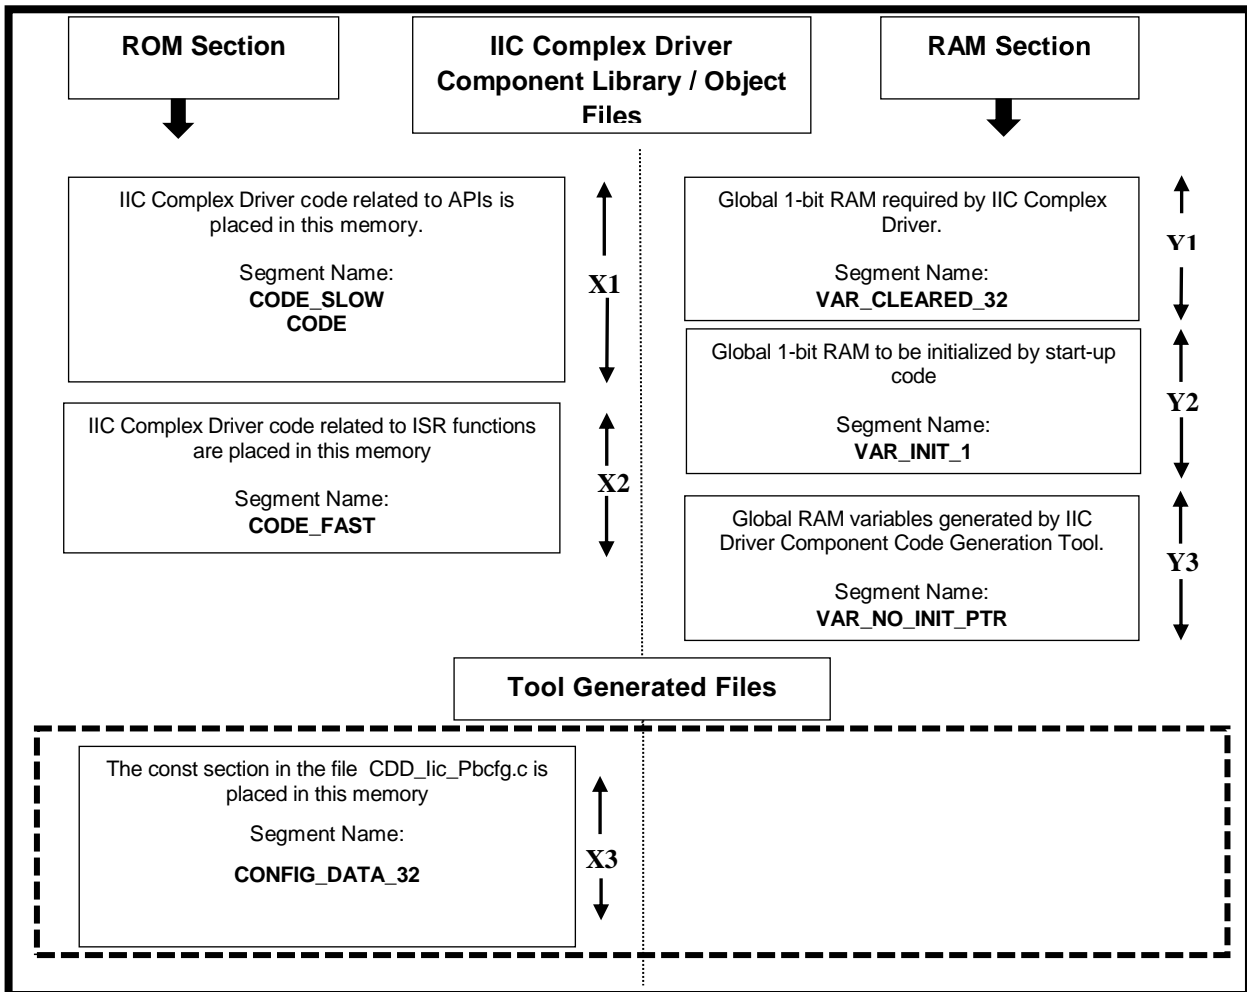 ROM Section
IIC Complex Driver
Component Library / Object
Files
RAM Section
IIC Complex Driver code related to APIs is
placed in this memory.
Segment Name:
CODE_SLOW
CODE
X1
IIC Complex Driver code related to ISR functions
are placed in this memory
Segment Name:
CODE_FAST
X2
Global 1-bit RAM required by IIC Complex
Driver.
Segment Name:
VAR_CLEARED_32
Y1
Global 1-bit RAM to be initialized by start-up
code
Segment Name:
VAR_INIT_1
Y2
Global RAM variables generated by IIC
Driver Component Code Generation Tool.
Segment Name:
VAR_NO_INIT_PTR
Y3
Tool Generated Files
The const section in the file CDD_Iic_Pbcfg.c is
placed in this memory
Segment Name:
CONFIG_DATA_32
X3